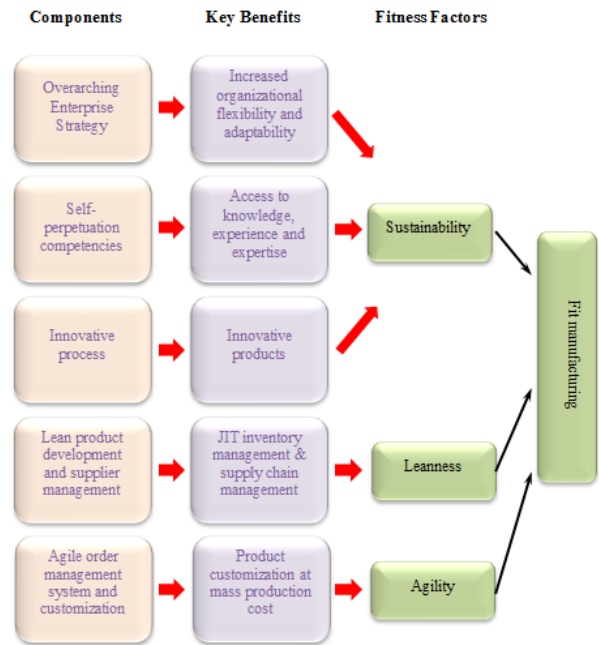 Components
Key Benefits
Fitness Factors
Overarching
Enterprise
Strategy
Increased
organizational
flexibility and
adaptability
Self-
perpetuation
competencies
Access to
knowledge,
experience and
expertise
Sustainability
Innovative
process
Innovative
products
Lean product
development
and supplier
management
JIT inventory
management &
supply chain
management
Leanness
Agile order
management
system and
customization
Product
customization at
mass production
cost
Agility
Fit manufacturing